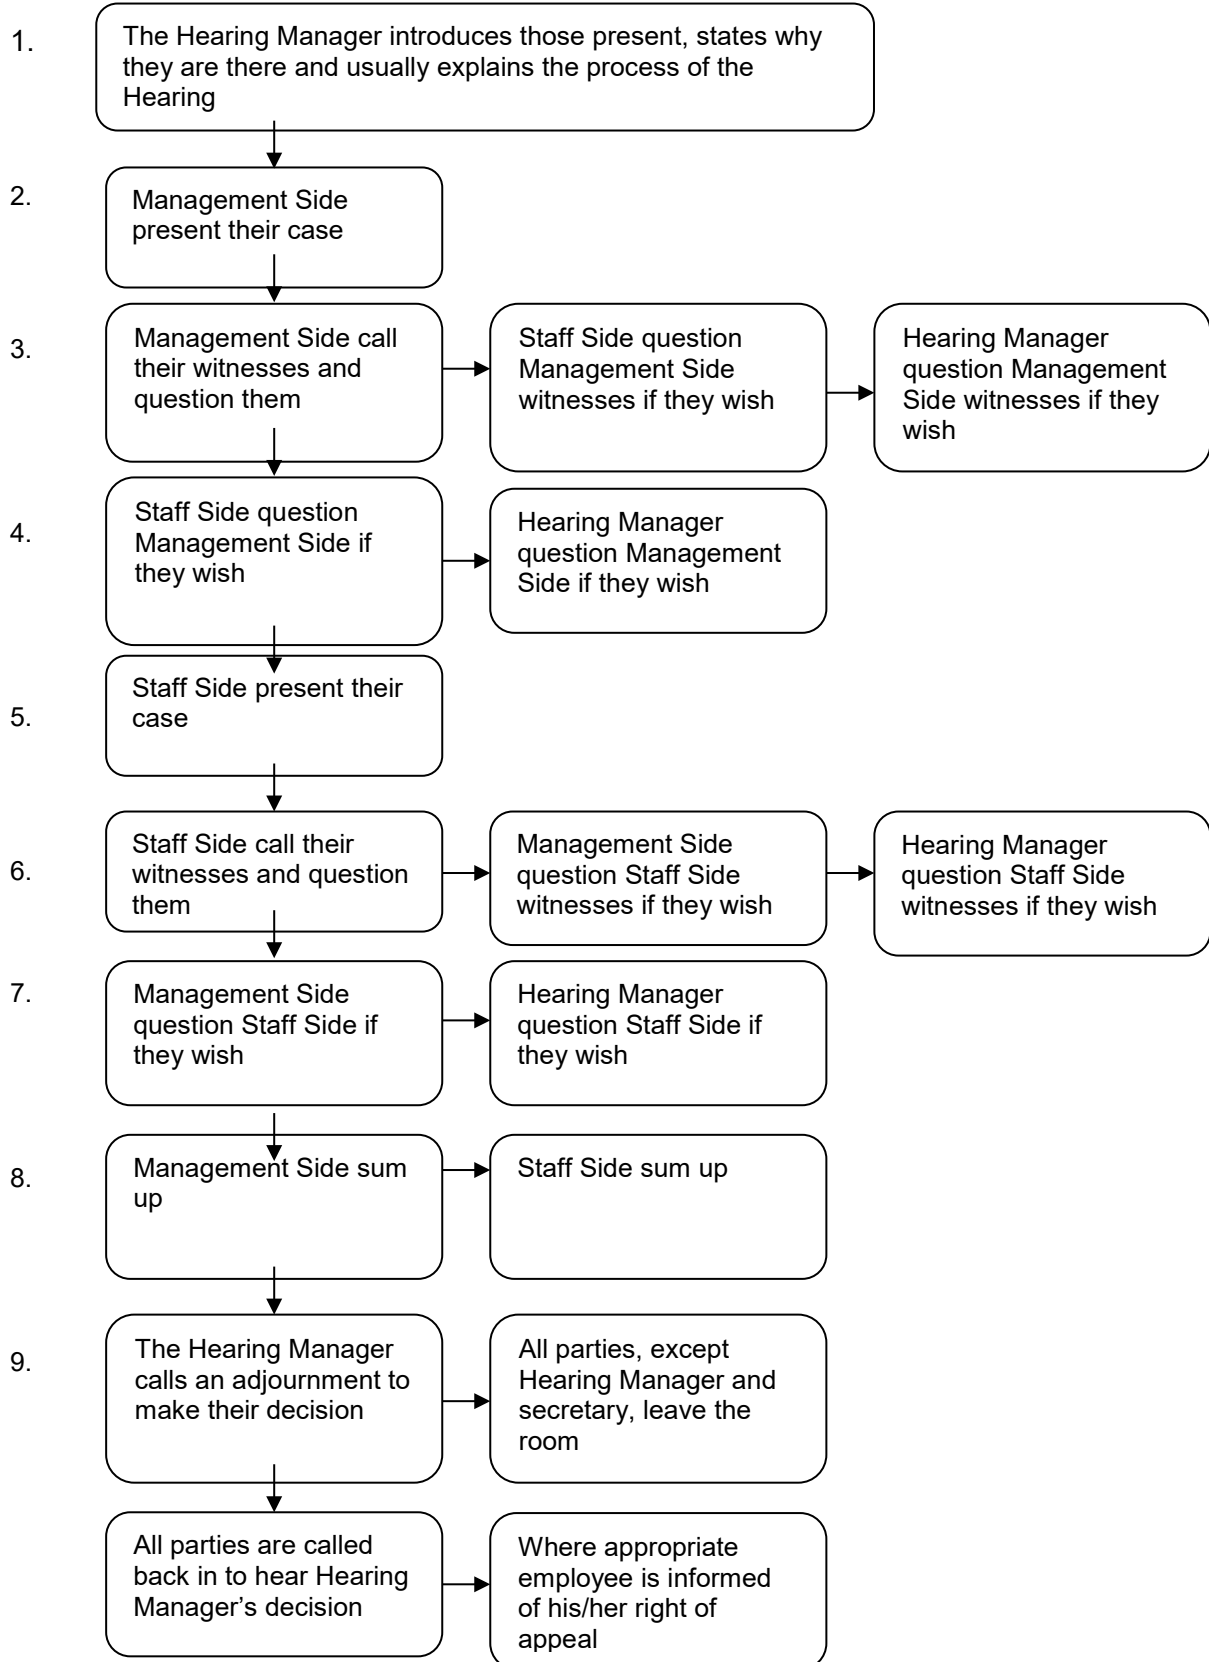 1.
The Hearing Manager introduces those present, states why
they are there and usually explains the process of the
Hearing
2.
Management Side
present their case
3.
Management Side call
their witnesses and
question them
Staff Side question
Management Side
witnesses if they wish
Hearing Manager
question Management
Side witnesses if they
wish
4.
Staff Side question
Management Side if
they wish
Hearing Manager
question Management
Side if they wish
5.
Staff Side present their
case
6.
Staff Side call their
witnesses and question
them
Management Side
question Staff Side
witnesses if they wish
Hearing Manager
question Staff Side
witnesses if they wish
7.
Management Side
question Staff Side if
they wish
Hearing Manager
question Staff Side if
they wish
8.
Management Side sum
up
Staff Side sum up
9.
The Hearing Manager
calls an adjournment to
make their decision
All parties, except
Hearing Manager and
secretary, leave the
room
All parties are called
back in to hear Hearing
Manager’s decision
Where appropriate
employee is informed
of his/her right of
appeal